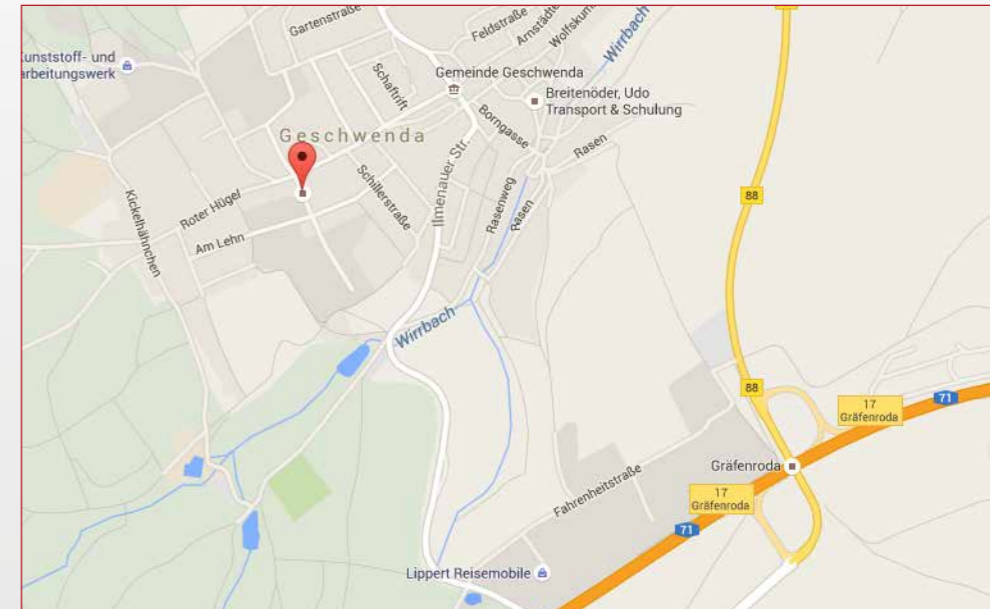 Gartenstraße
Feldstraße
Wolfskum
Wirrbach
Kunststoff- und
arbeitungswerk
Schaftrift
Gemeinde Geschwenda
Breitenöder, Udo
Transport & Schulung
Borngasse
Geschwenda
Rasen
Schillerstraße
Ilmenauer Str.
Rasenweg
Rasen
88
Roter Hügel
Am Lehn
Kickelhähnchen
Wirrbach
88
17
Gräfenroda
71
Gräfenroda
Fahrenheitstraße
17
Gräfenroda
71
Lippert Reisemobile